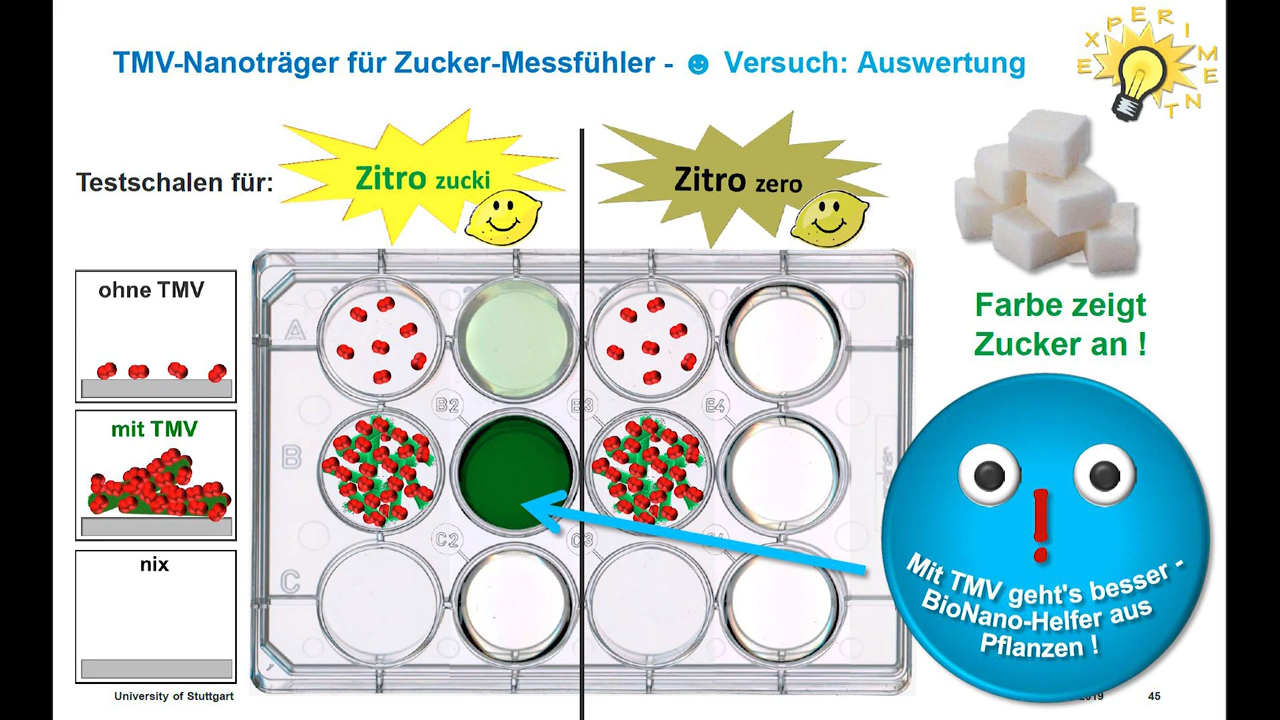 TMV-Nanoträger für Zucker-Messfühler - ☻ Versuch: Auswertung
EXPERIMENT
Testschalen für:
Zitro zucki
Zitro zero
ohne TMV
mit TMV
nix
A
B
C
B2
B3
E4
C2
C3
Farbe zeigt
Zucker an !
!
Mit TMV geht's besser -
BioNano-Helfer aus
Pflanzen !
University of Stuttgart
45